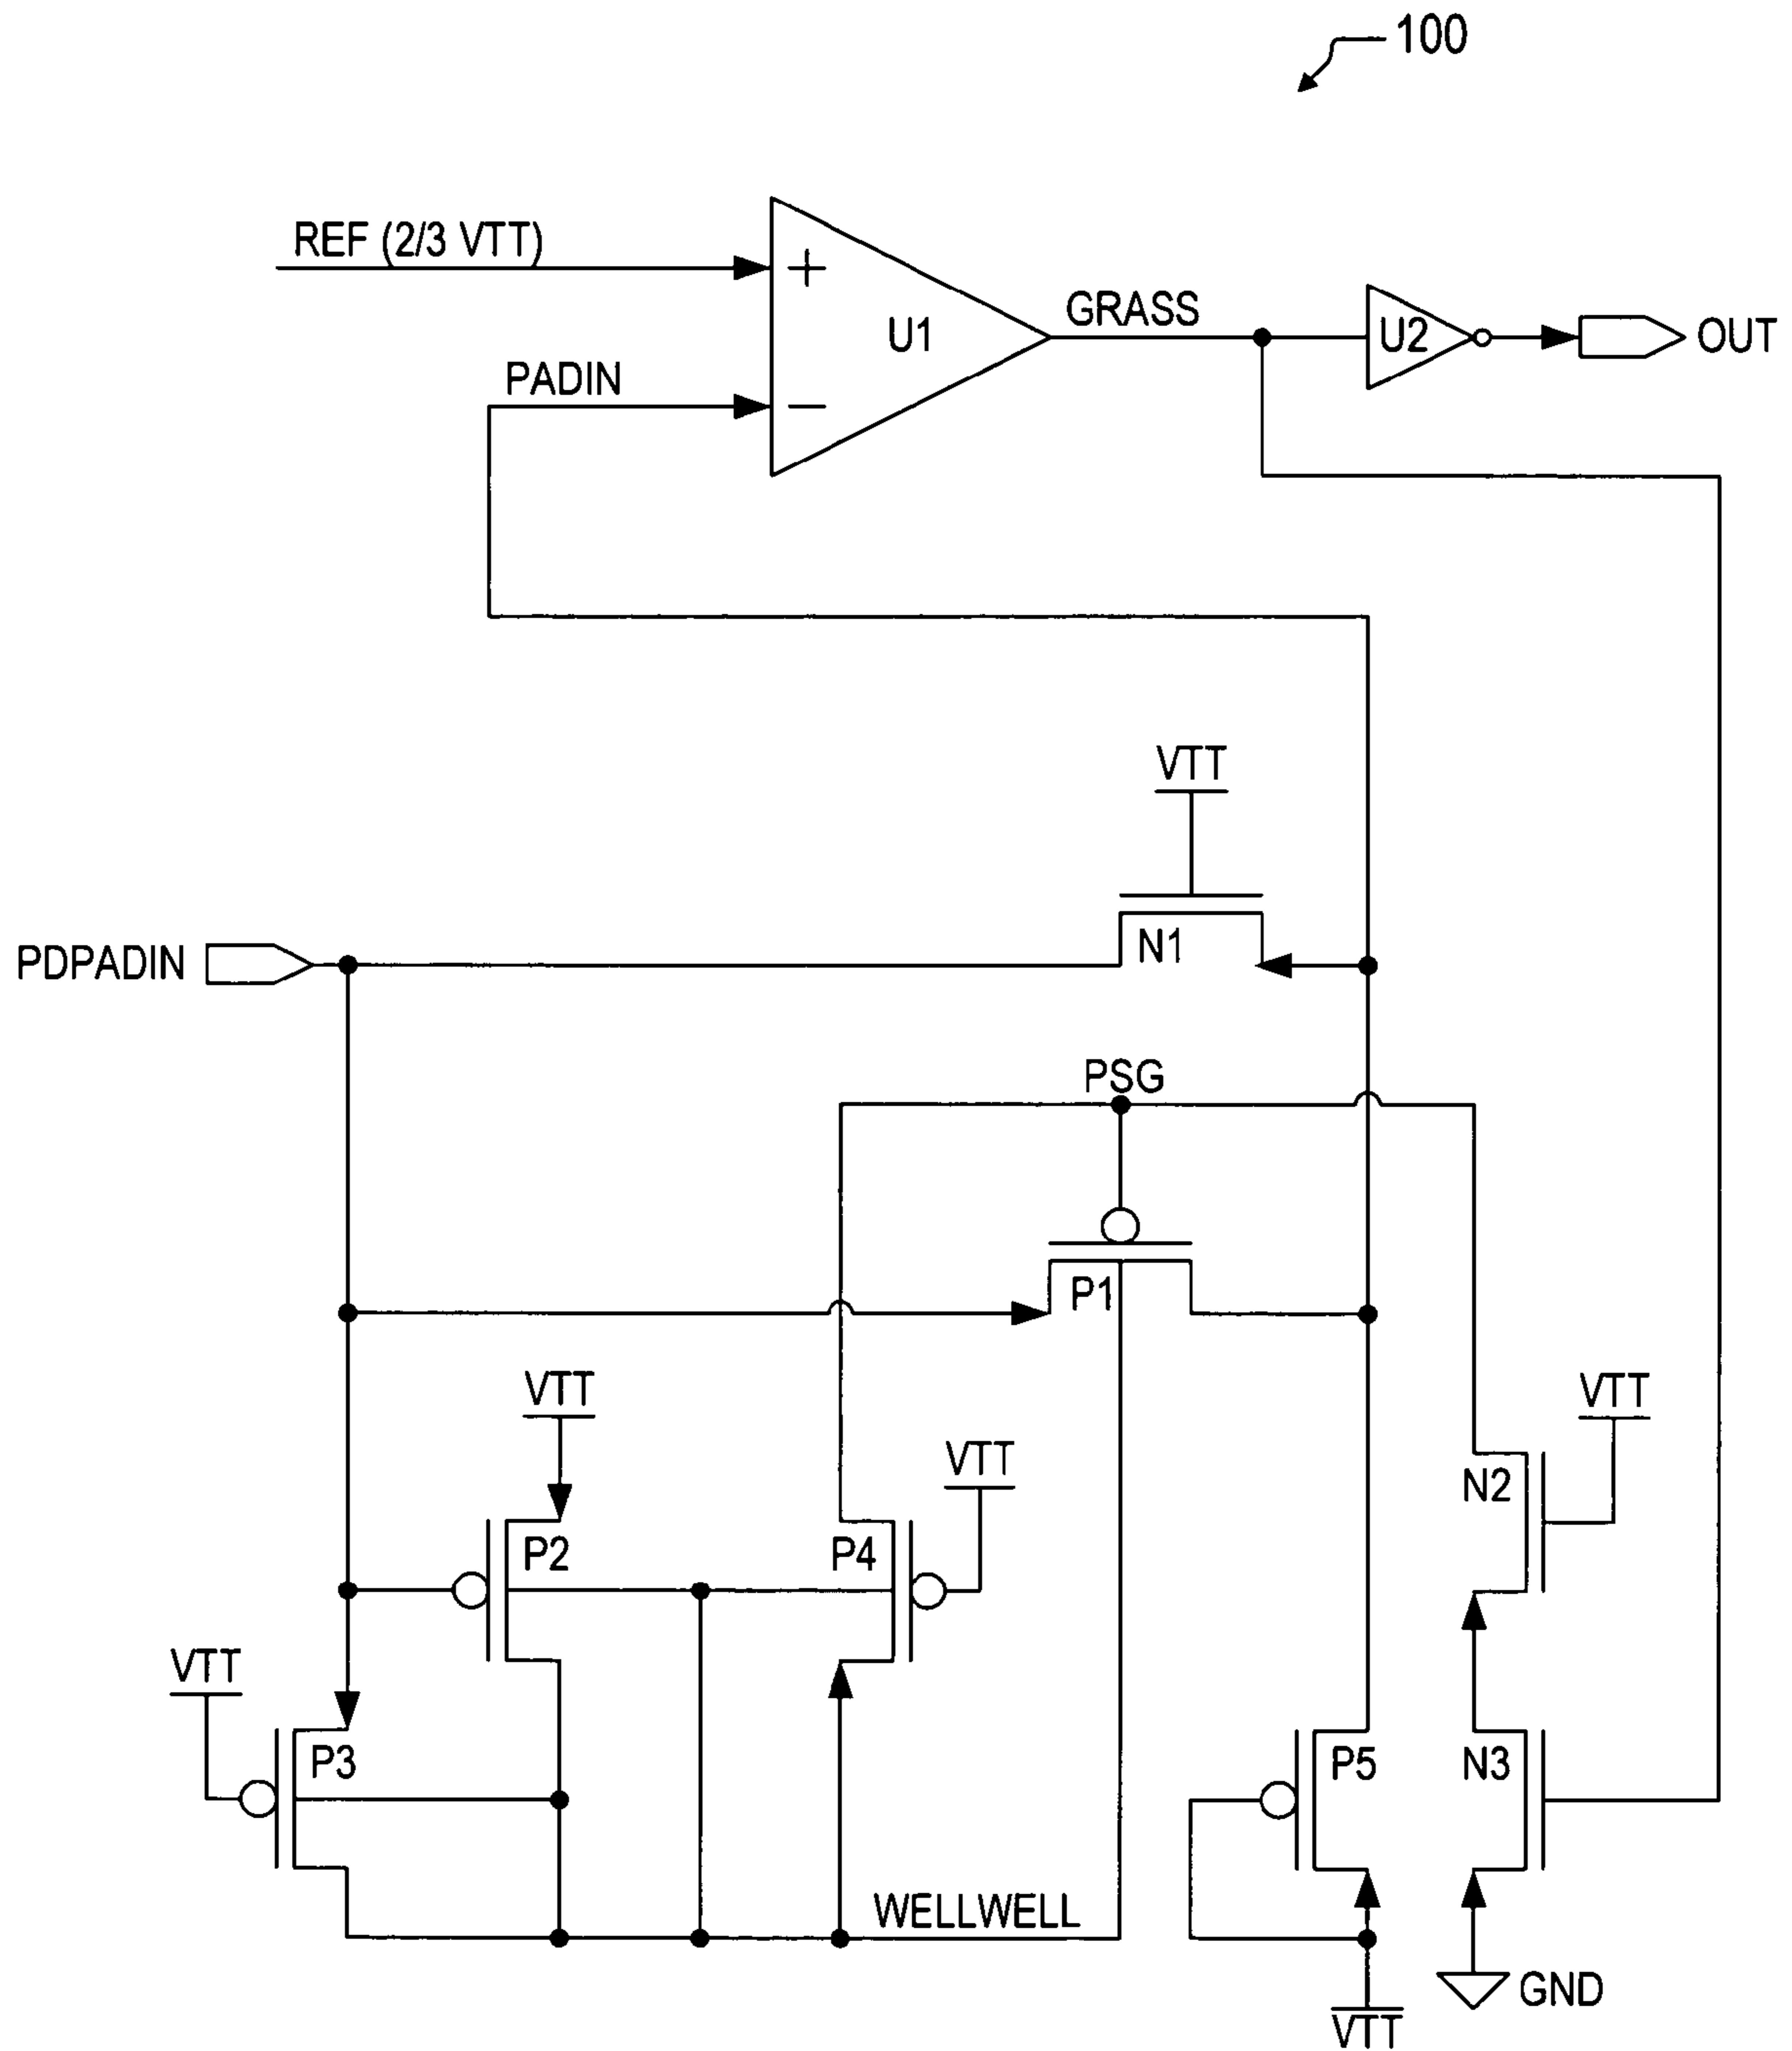 100
REF (2/3 VTT)
+
U1
GRASS
U2
OUT
PADIN
−
VTT
PDPADIN
N1
PSG
P1
VTT
VTT
VTT
N2
P2
P4
VTT
P3
P5
N3
WELLWELL
GND
VTT